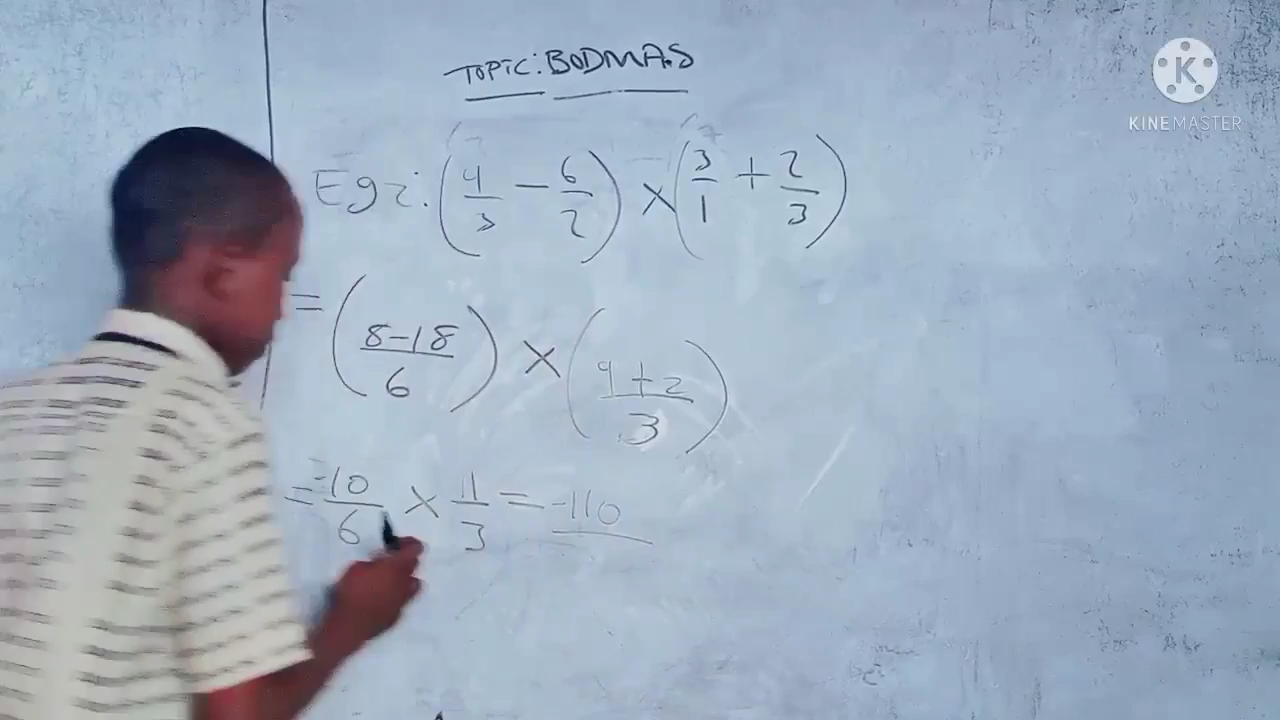 TOPIC: BODMAS
Eg 2: (4/3 - 6/2) × (3/1 + 2/3)
= (8-18/6) × (9+2/3)
= -10/6 × 11/3 = -110
KINEMASTER